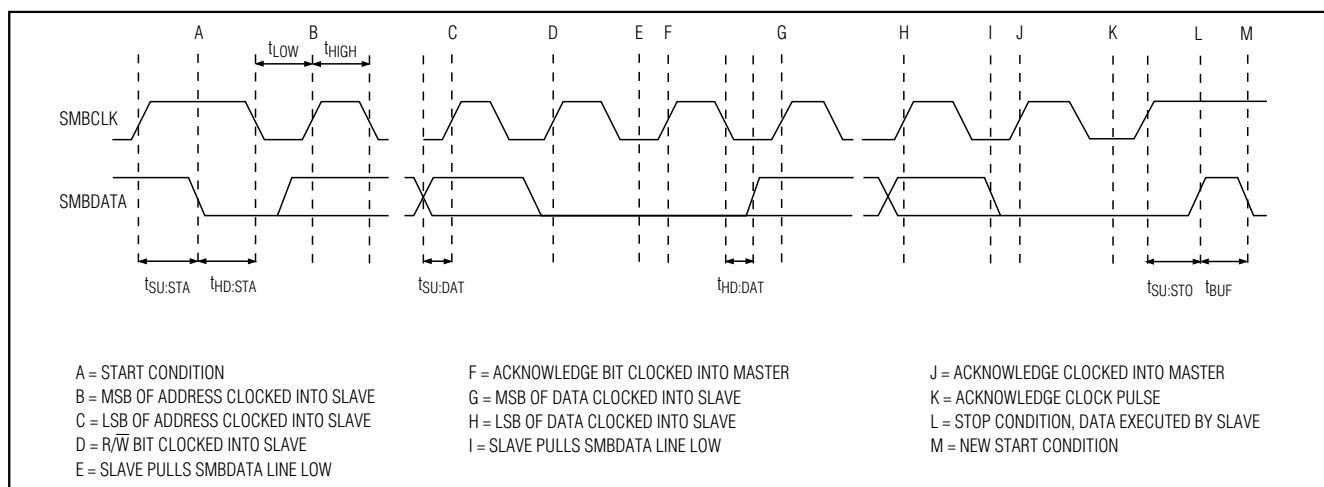 A B C D E F G H I J K L M
tLOW tHIGH
SMBCLK
SMBDATA
tSU:STA tHD:STA tSU:DAT tHD:DAT tSU:STO tBUF
A = START CONDITION
B = MSB OF ADDRESS CLOCKED INTO SLAVE
C = LSB OF ADDRESS CLOCKED INTO SLAVE
D = R/W̅ BIT CLOCKED INTO SLAVE
E = SLAVE PULLS SMBDATA LINE LOW
F = ACKNOWLEDGE BIT CLOCKED INTO MASTER
G = MSB OF DATA CLOCKED INTO SLAVE
H = LSB OF DATA CLOCKED INTO SLAVE
I = SLAVE PULLS SMBDATA LINE LOW
J = ACKNOWLEDGE CLOCKED INTO MASTER
K = ACKNOWLEDGE CLOCK PULSE
L = STOP CONDITION, DATA EXECUTED BY SLAVE
M = NEW START CONDITION